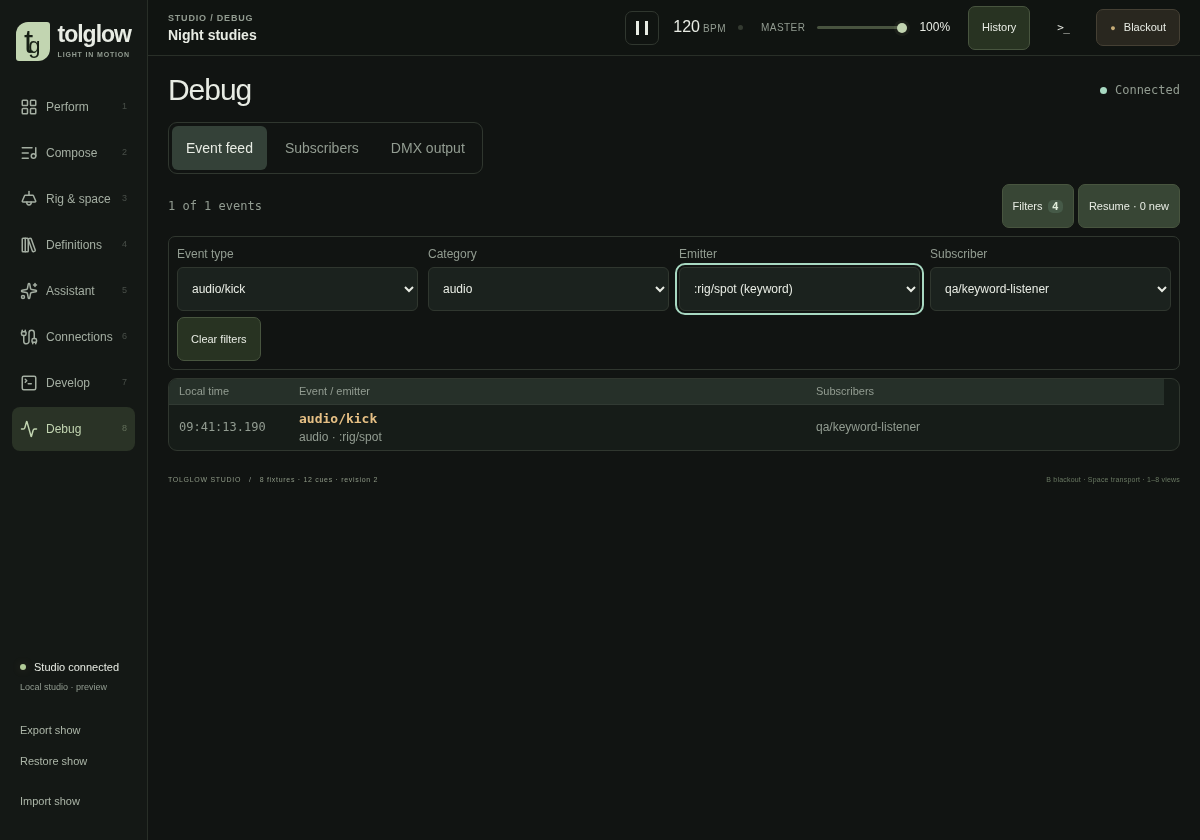 tg tolglow
LIGHT IN MOTION
Perform 1
Compose 2
Rig & space 3
Definitions 4
Assistant 5
Connections 6
Develop 7
Debug 8
Studio connected
Local studio · preview
Export show
Restore show
Import show
STUDIO / DEBUG
Night studies
120 BPM
MASTER
100%
History
>_
Blackout
Debug
Connected
Event feed
Subscribers
DMX output
1 of 1 events
Filters 4
Resume · 0 new
Event type
Category
Emitter
Subscriber
audio/kick
audio
:rig/spot (keyword)
qa/keyword-listener
Clear filters
Local time
Event / emitter
Subscribers
09:41:13.190
audio/kick
audio · :rig/spot
qa/keyword-listener
TOLGLOW STUDIO / 8 fixtures · 12 cues · revision 2
B blackout · Space transport · 1–8 views